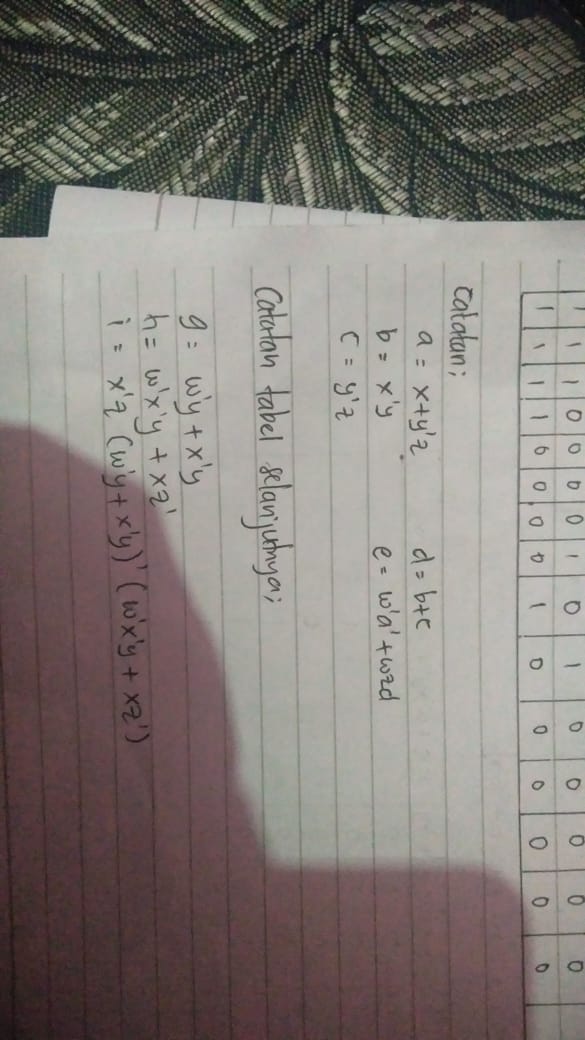 1 1 1 0 0 0 0 1 0 1 0 0 0 0 0
1 1 1 1 0 0 0 0 1 0 0 0 0 0 0
Catatan;
a = x+y'z d = b+c
b = x'y e = w'a'+wzd
c = y'z
Catatan tabel selanjutnya;
g = w'y + x'y
h = w'x'y + xz'
i = x'z (w'y + x'y)' (w'x'y + xz')